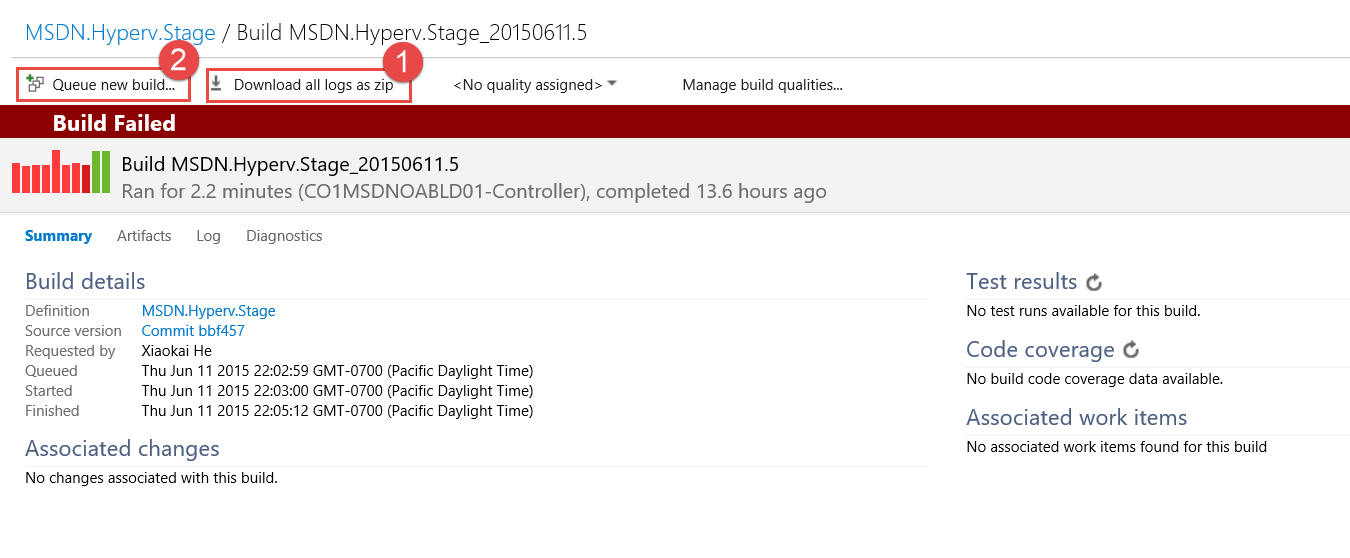 MSDN.Hyperv.Stage / Build MSDN.Hyperv.Stage_20150611.5
2 1
Queue new build... Download all logs as zip <No quality assigned> Manage build qualities...
Build Failed
Build MSDN.Hyperv.Stage_20150611.5
Ran for 2.2 minutes (CO1MSDNOABLD01-Controller), completed 13.6 hours ago
Summary Artifacts Log Diagnostics
Build details
Definition MSDN.Hyperv.Stage
Source version Commit bbf457
Requested by Xiaokai He
Queued Thu Jun 11 2015 22:02:59 GMT-0700 (Pacific Daylight Time)
Started Thu Jun 11 2015 22:03:00 GMT-0700 (Pacific Daylight Time)
Finished Thu Jun 11 2015 22:05:12 GMT-0700 (Pacific Daylight Time)
Associated changes
No changes associated with this build.
Test results
No test runs available for this build.
Code coverage
No build code coverage data available.
Associated work items
No associated work items found for this build